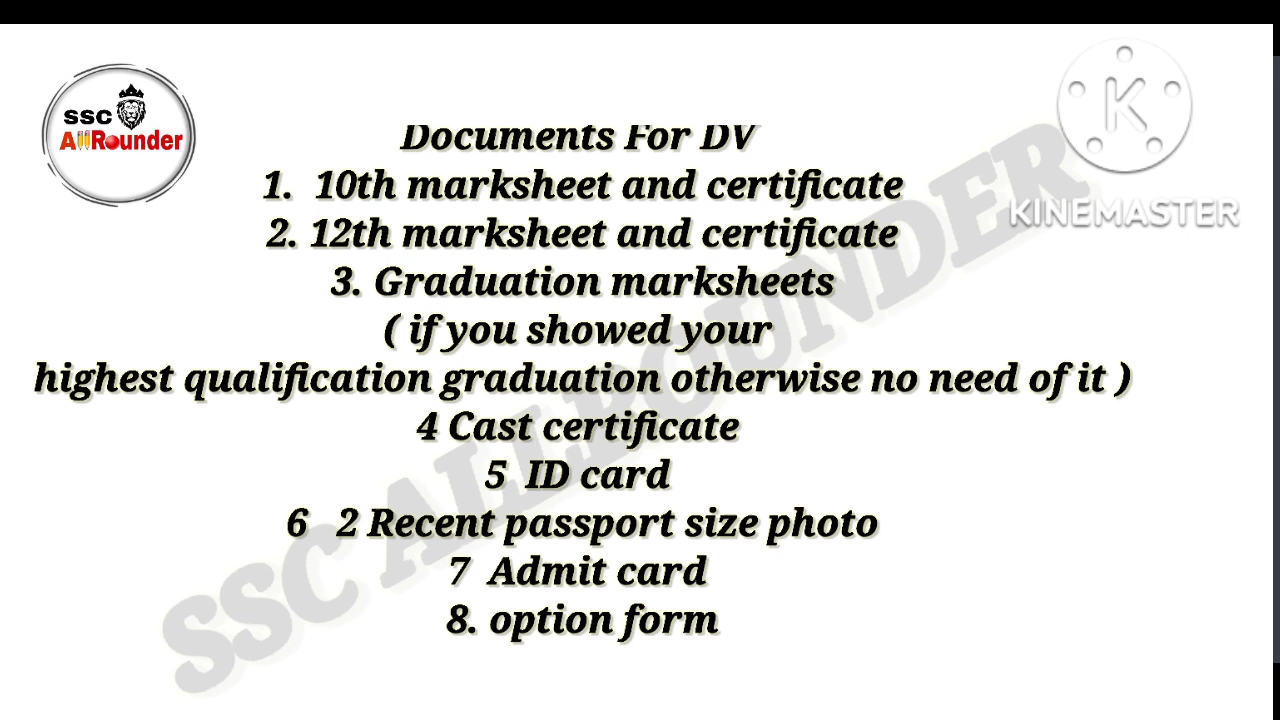 SSC
AllRounder
K
KINEMASTER
Documents For DV
1. 10th marksheet and certificate
2. 12th marksheet and certificate
3. Graduation marksheets
( if you showed your
highest qualification graduation otherwise no need of it )
4 Cast certificate
5 ID card
6 2 Recent passport size photo
7 Admit card
8. option form
SSC ALLROUNDER